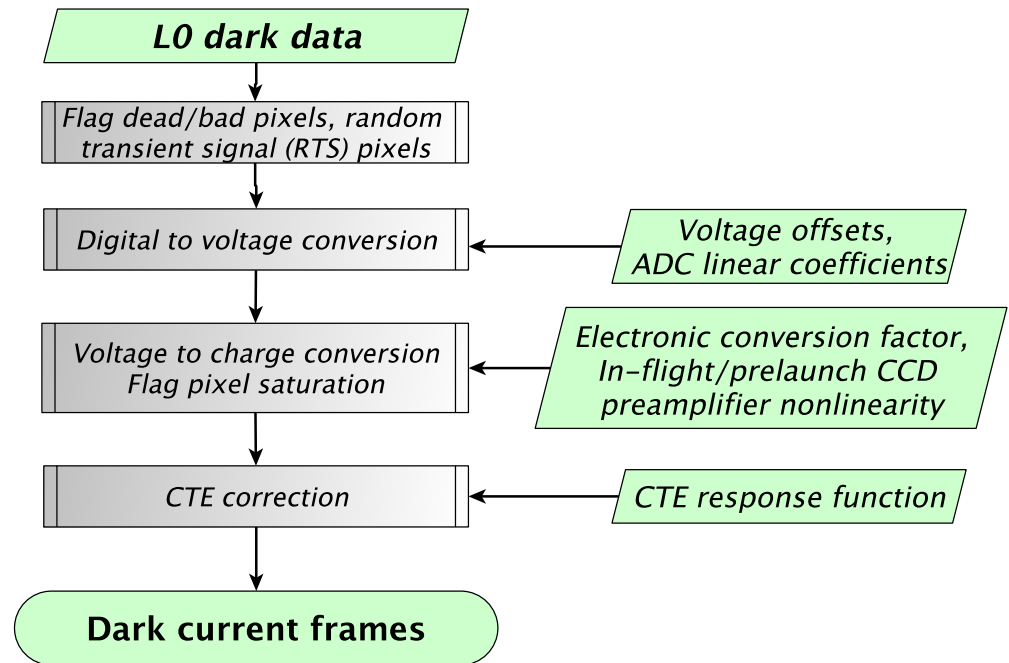 L0 dark data
Flag dead/bad pixels, random
transient signal (RTS) pixels
Digital to voltage conversion
Voltage offsets,
ADC linear coefficients
Voltage to charge conversion
Flag pixel saturation
Electronic conversion factor,
In-flight/prelaunch CCD
preamplifier nonlinearity
CTE correction
CTE response function
Dark current frames